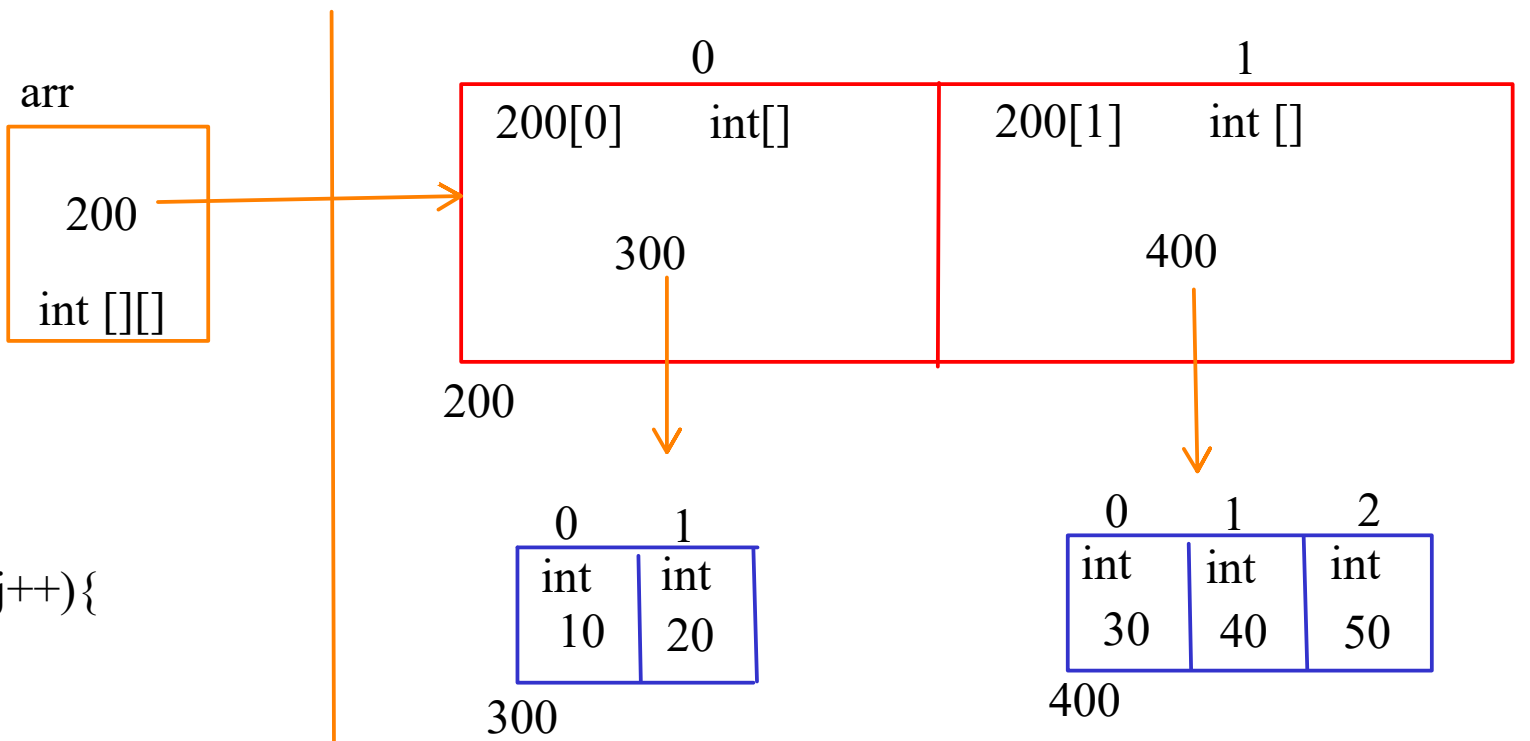 0 1
arr
200[0] int[] 200[1] int []
200
300 400
int [][]
200
0 1 0 1 2
int int int int int
j++){
10 20 30 40 50
300 400